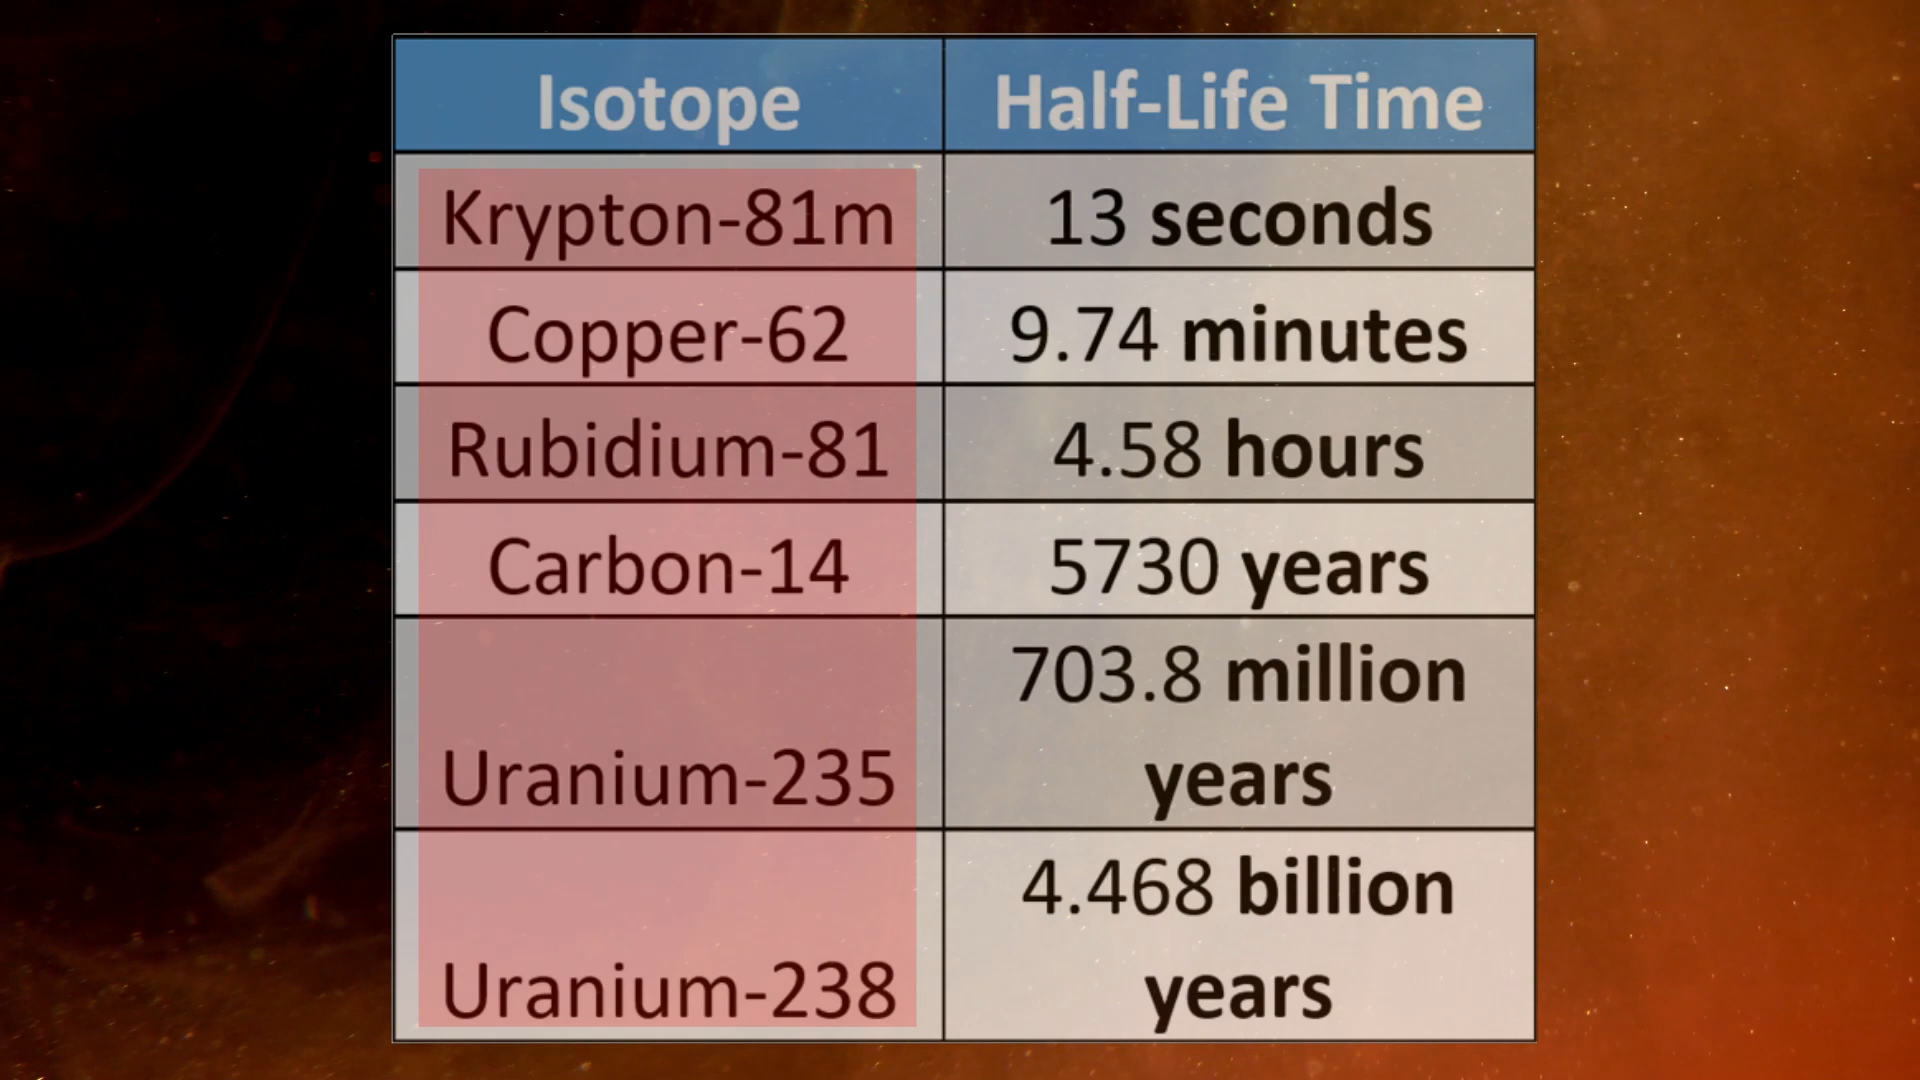 Isotope Half-Life Time
Krypton-81m 13 seconds
Copper-62 9.74 minutes
Rubidium-81 4.58 hours
Carbon-14 5730 years
Uranium-235 703.8 million
years
Uranium-238 4.468 billion
years